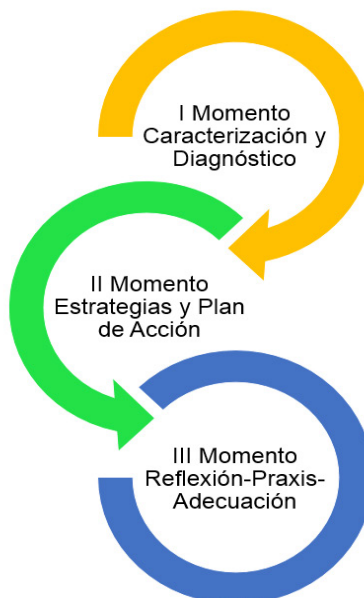 I Momento
Caracterización y
Diagnóstico
II Momento
Estrategias y Plan
de Acción
III Momento
Reflexión-Praxis-
Adecuación